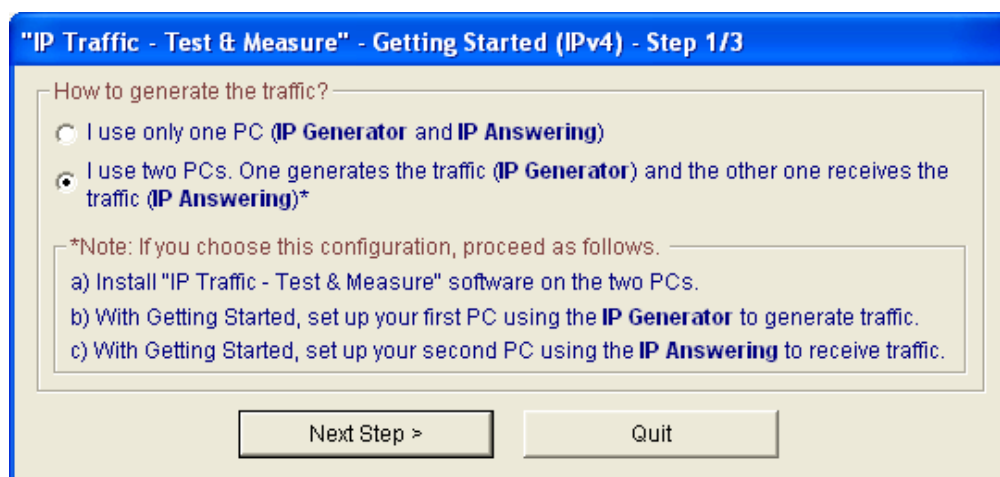 "IP Traffic - Test & Measure" - Getting Started (IPv4) - Step 1/3
How to generate the traffic?
I use only one PC (IP Generator and IP Answering)
I use two PCs. One generates the traffic (IP Generator) and the other one receives the
traffic (IP Answering)*
*Note: If you choose this configuration, proceed as follows.
a) Install "IP Traffic - Test & Measure" software on the two PCs.
b) With Getting Started, set up your first PC using the IP Generator to generate traffic.
c) With Getting Started, set up your second PC using the IP Answering to receive traffic.
Next Step >
Quit